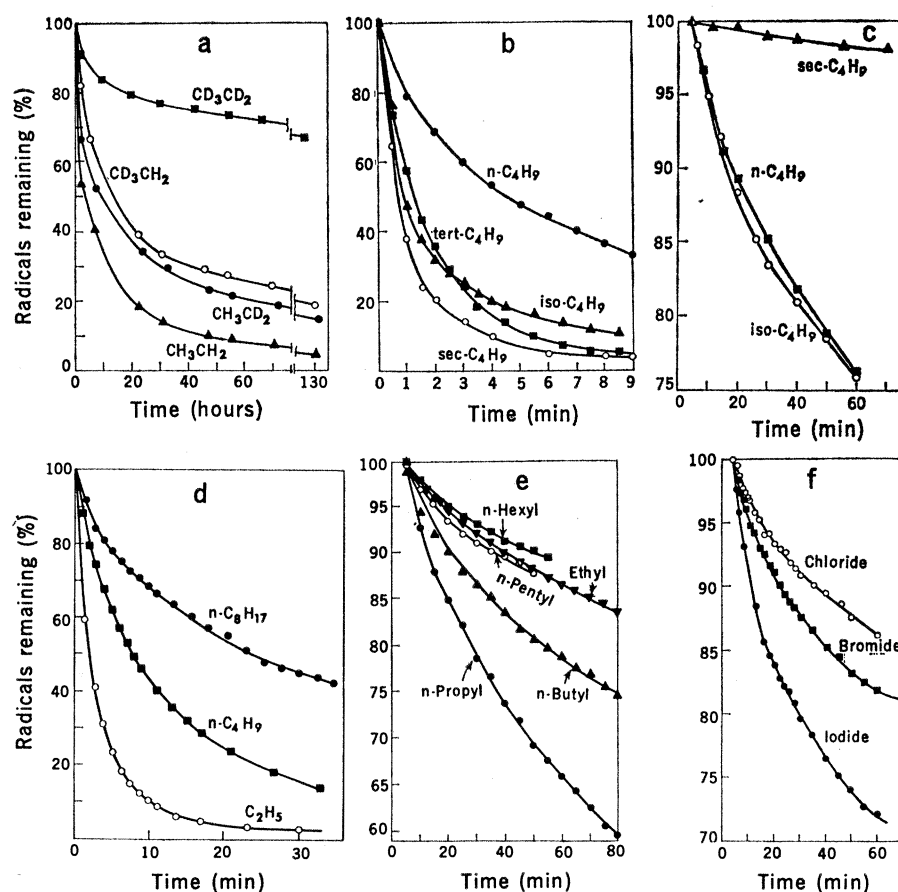 a
100
80
60
40
20
0
Radicals remaining (%)
CD₃CD₂
CD₃CH₂
CH₃CD₂
CH₃CH₂
0 20 40 60 130
Time (hours)
b
100
80
60
40
20
n-C₄H₉
tert-C₄H₉
iso-C₄H₉
sec-C₄H₉
0 1 2 3 4 5 6 7 8 9
Time (min)
c
100
95
90
85
80
75
sec-C₄H₉
n-C₄H₉
iso-C₄H₉
0 20 40 60
Time (min)
d
100
80
60
40
20
Radicals remaining (%)
n-C₈H₁₇
n-C₄H₉
C₂H₅
0 10 20 30
Time (min)
e
100
95
90
85
80
75
70
65
60
n-Hexyl
n-Pentyl
Ethyl
n-Propyl
n-Butyl
0 10 20 30 40 50 60 70 80
Time (min)
f
100
95
90
85
80
75
70
Chloride
Bromide
Iodide
0 20 40 60
Time (min)